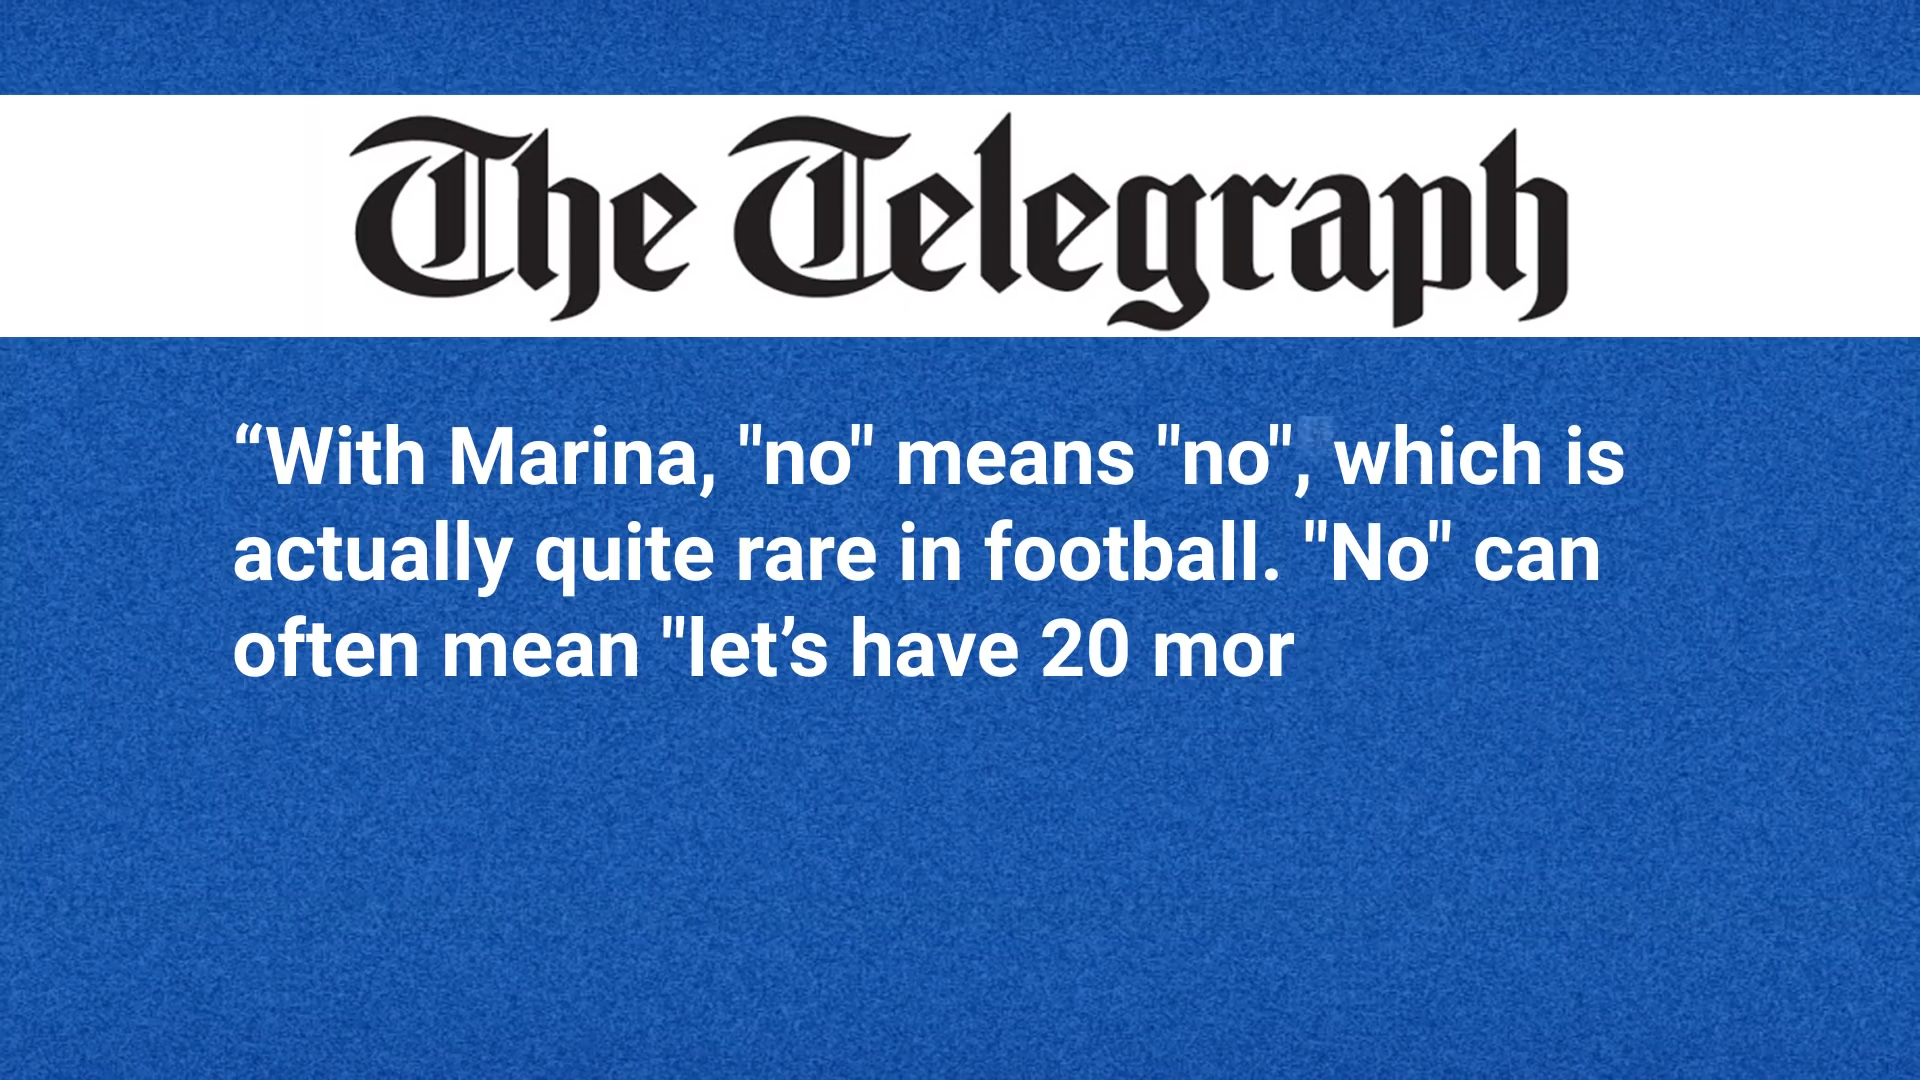 The Telegraph
“With Marina, "no" means "no", which is
actually quite rare in football. "No" can
often mean "let’s have 20 mor